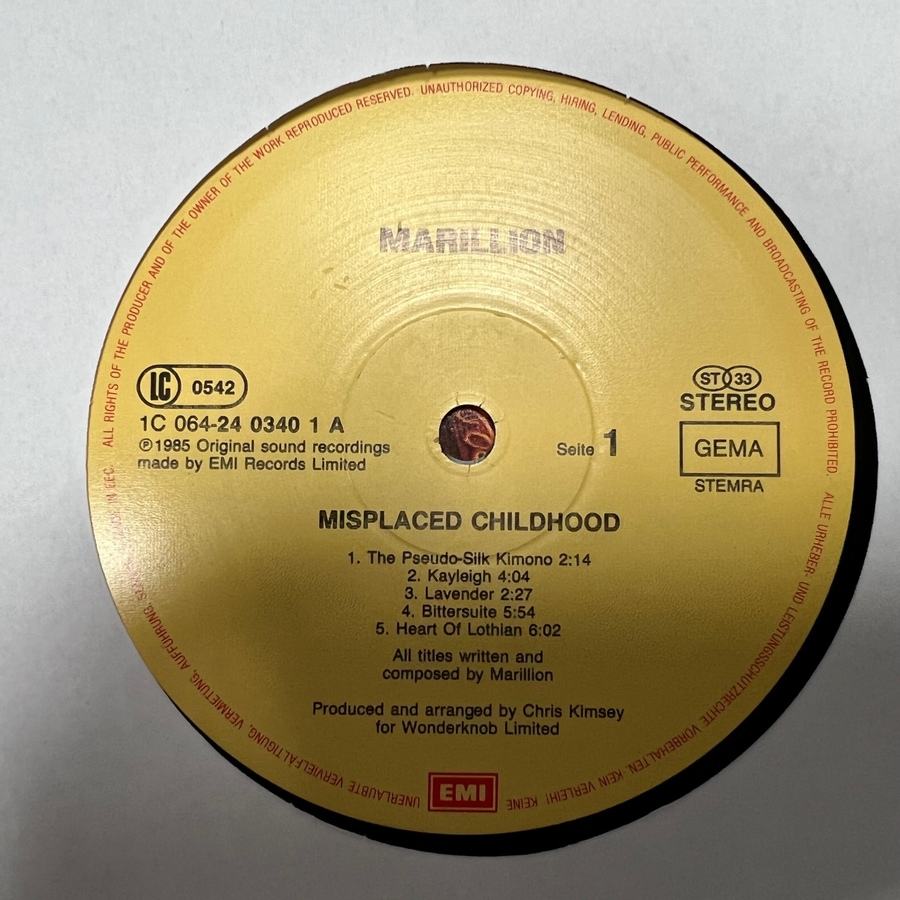 ALL RIGHTS OF THE PRODUCER AND OF THE OWNER OF THE WORK REPRODUCED RESERVED. UNAUTHORIZED COPYING, HIRING, LENDING, PUBLIC PERFORMANCE AND BROADCASTING OF THE RECORD PROHIBITED.
MARILLION
LC 0542
1C 064-24 0340 1 A
℗ 1985 Original sound recordings
made by EMI Records Limited
Seite 1
ST 33
STEREO
GEMA
STEMRA
MISPLACED CHILDHOOD
1. The Pseudo-Silk Kimono 2:14
2. Kayleigh 4:04
3. Lavender 2:27
4. Bittersuite 5:54
5. Heart Of Lothian 6:02
All titles written and
composed by Marillion
Produced and arranged by Chris Kimsey
for Wonderknob Limited
EMI
ALLE URHEBER- UND LEISTUNGSSCHUTZRECHTE VORBEHALTEN. KEIN VERLEIH! KEINE UNERLAUBTE VERVIELFÄLTIGUNG, VERMIETUNG, AUFFÜHRUNG, IN EEC.